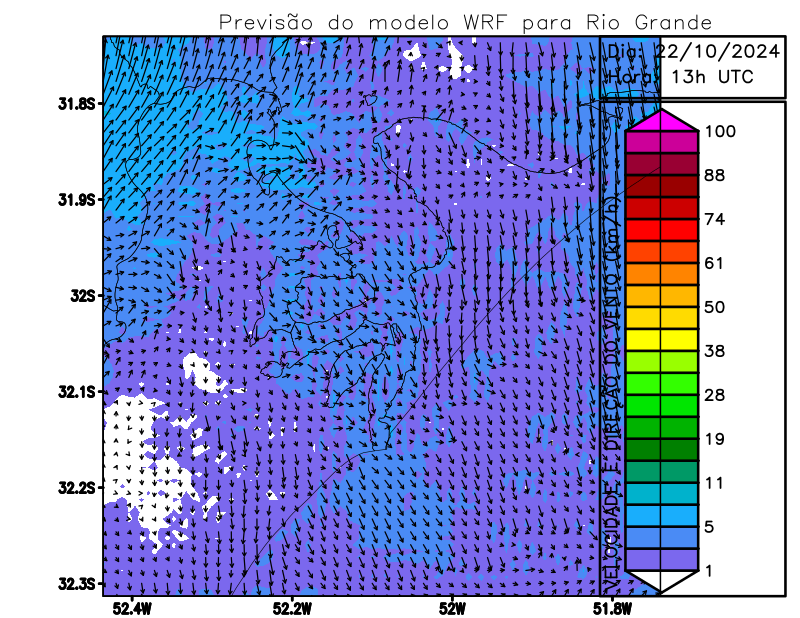 Previsão do modelo WRF para Rio Grande
Dia: 22/10/2024
Hora: 13h UTC
VELOCIDADE E DIREÇÃO DO VENTO (km/h)
100
88
74
61
50
38
28
19
11
5
1
31.8S
31.9S
32S
32.1S
32.2S
32.3S
52.4W
52.2W
52W
51.8W